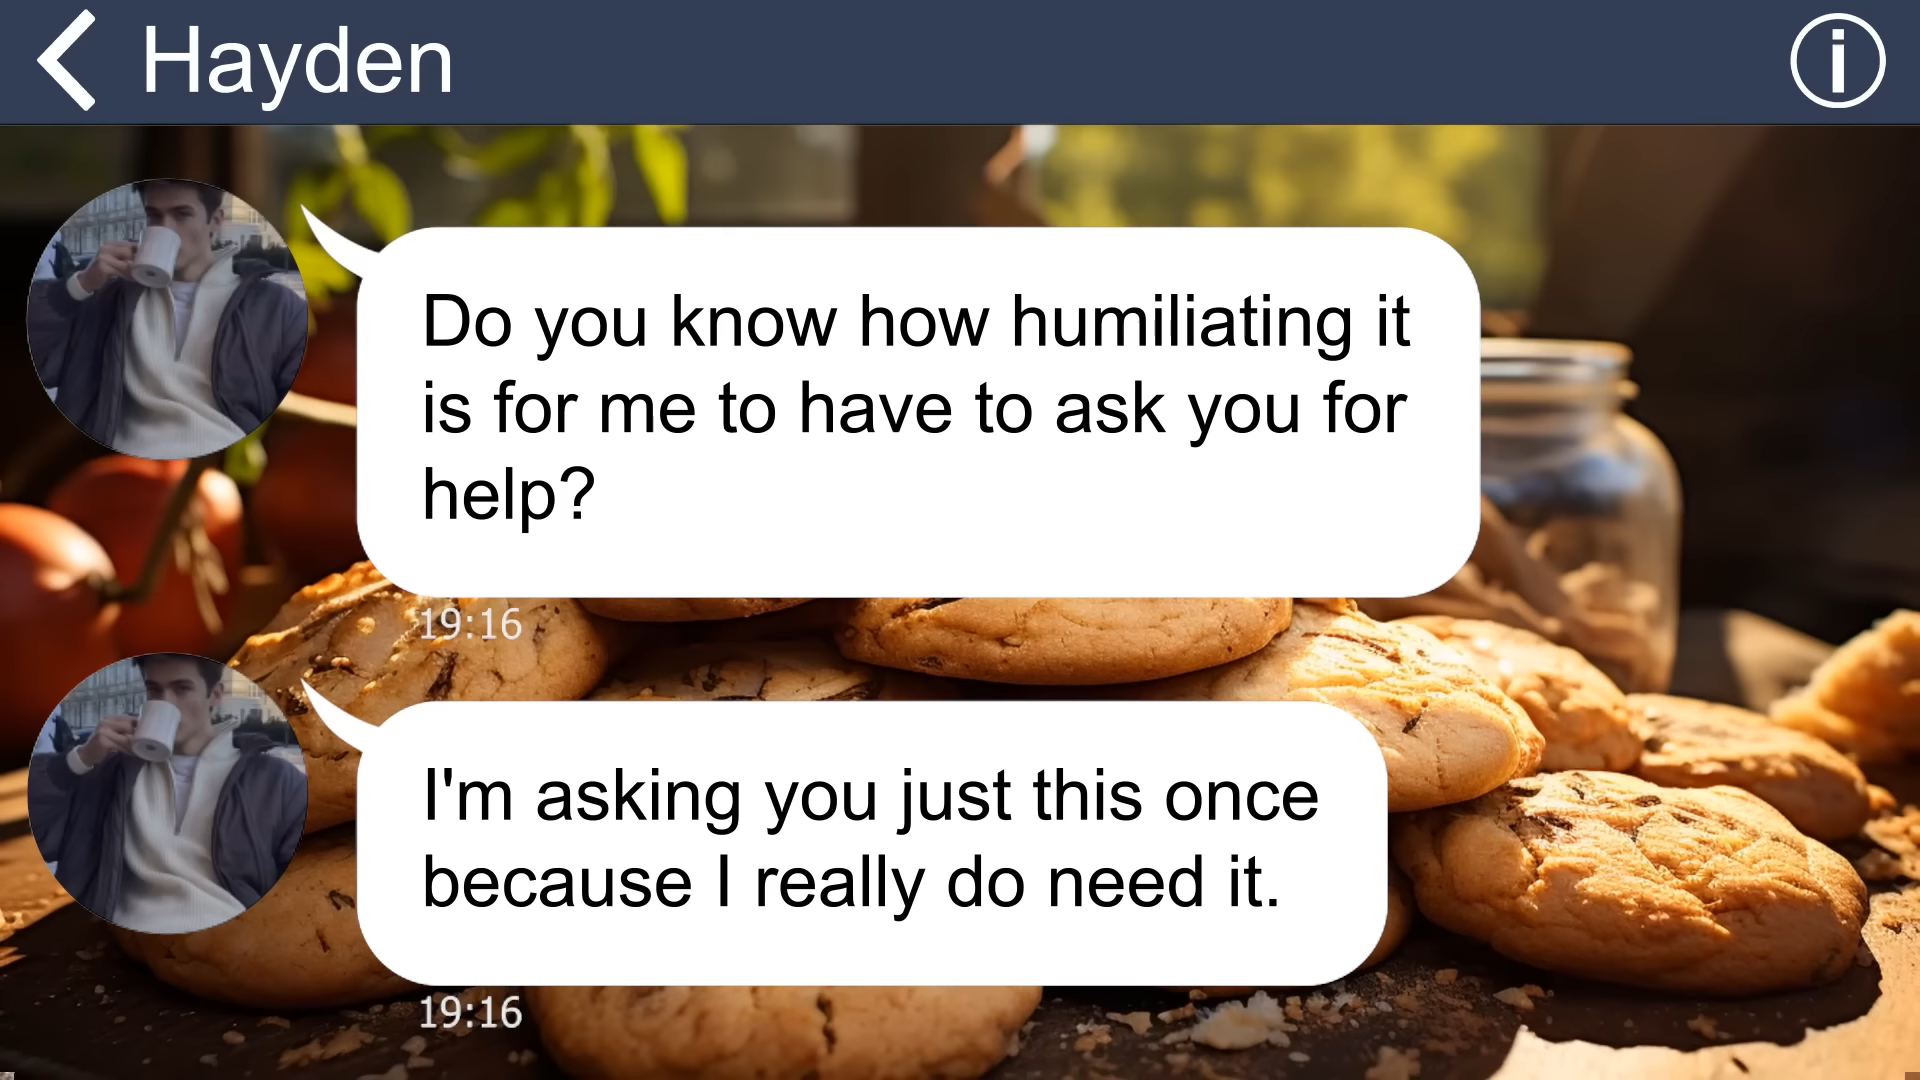 Hayden
Do you know how humiliating it
is for me to have to ask you for
help?
19:16
I'm asking you just this once
because I really do need it.
19:16